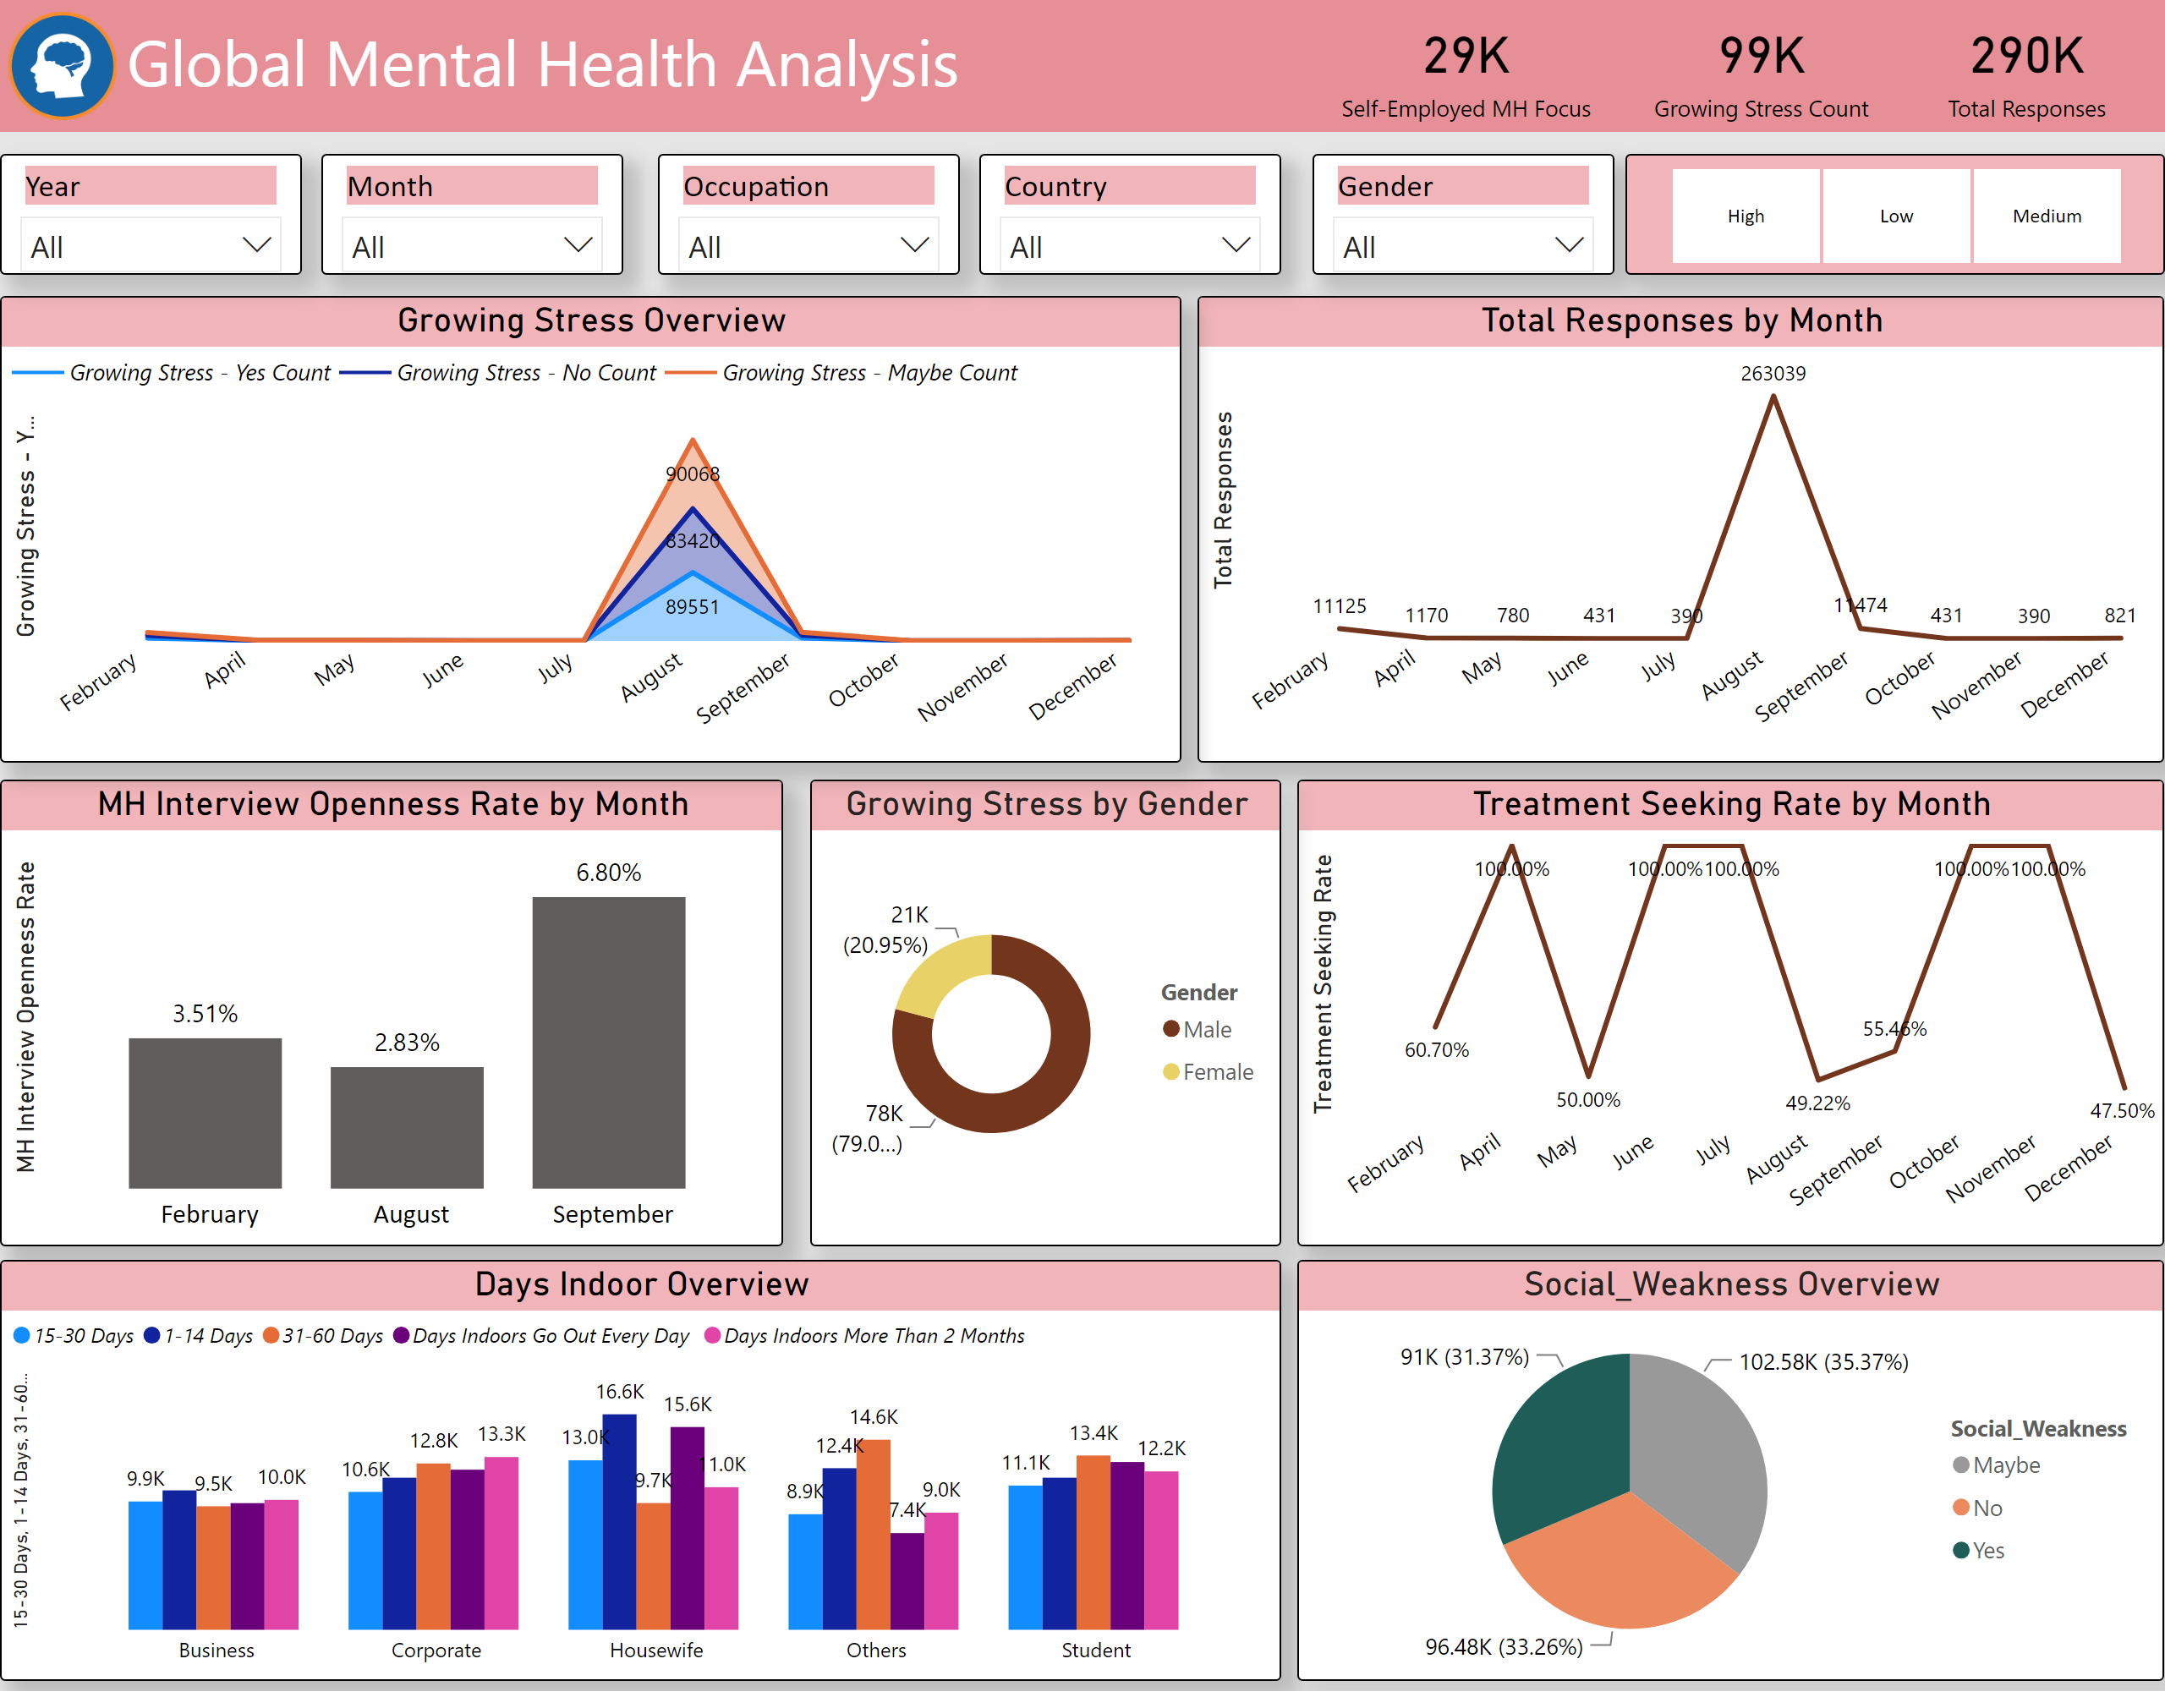 Global Mental Health Analysis
29K
Self-Employed MH Focus
99K
Growing Stress Count
290K
Total Responses
Year
All
Month
All
Occupation
All
Country
All
Gender
All
High
Low
Medium
Growing Stress Overview
Growing Stress - Yes Count
Growing Stress - No Count
Growing Stress - Maybe Count
Growing Stress - Y...
90068
83420
89551
February
April
May
June
July
August
September
October
November
December
Total Responses by Month
Total Responses
11125
1170
780
431
390
263039
11474
431
390
821
February
April
May
June
July
August
September
October
November
December
MH Interview Openness Rate by Month
MH Interview Openness Rate
3.51%
2.83%
6.80%
February
August
September
Growing Stress by Gender
21K
(20.95%)
78K
(79.0...)
Gender
Male
Female
Treatment Seeking Rate by Month
Treatment Seeking Rate
60.70%
100.00%
50.00%
100.00%
100.00%
49.22%
55.46%
100.00%
100.00%
47.50%
February
April
May
June
July
August
September
October
November
December
Days Indoor Overview
15-30 Days
1-14 Days
31-60 Days
Days Indoors Go Out Every Day
Days Indoors More Than 2 Months
15-30 Days, 1-14 Days, 31-60...
9.9K
9.5K
10.0K
10.6K
12.8K
13.3K
13.0K
16.6K
9.7K
15.6K
11.0K
8.9K
12.4K
14.6K
7.4K
9.0K
11.1K
13.4K
12.2K
Business
Corporate
Housewife
Others
Student
Social_Weakness Overview
91K (31.37%)
102.58K (35.37%)
96.48K (33.26%)
Social_Weakness
Maybe
No
Yes